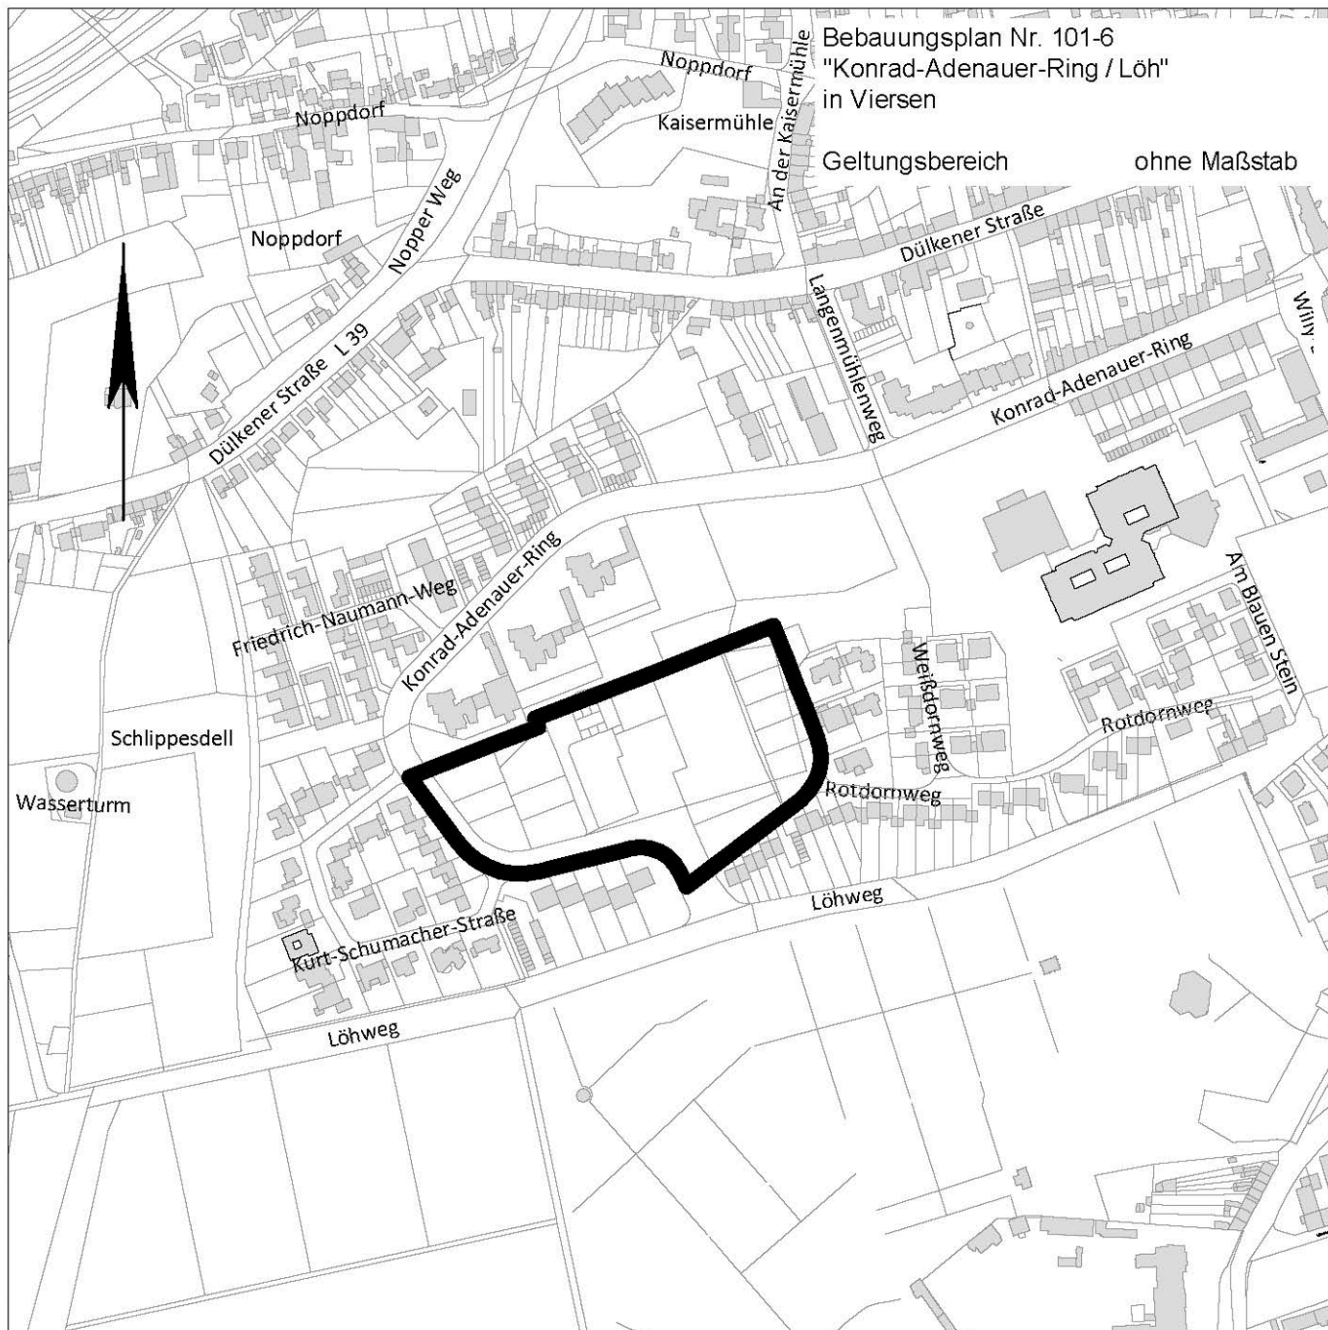 Bebauungsplan Nr. 101-6
"Konrad-Adenauer-Ring / Löh"
in Viersen
Geltungsbereich ohne Maßstab
Noppdorf
Noppdorf
Kaisermühle
An der Kaisermühle
Noppdorf
Nopper Weg
Dülkener Straße
Dülkener Straße L 39
Langenmühlenweg
Konrad-Adenauer-Ring
Friedrich-Naumann-Weg
Konrad-Adenauer-Ring
Am Blauen Stein
Weißdornweg
Rotdornweg
Schlippesdell
Wasserturm
Rotdornweg
Löhweg
Kurt-Schumacher-Straße
Löhweg